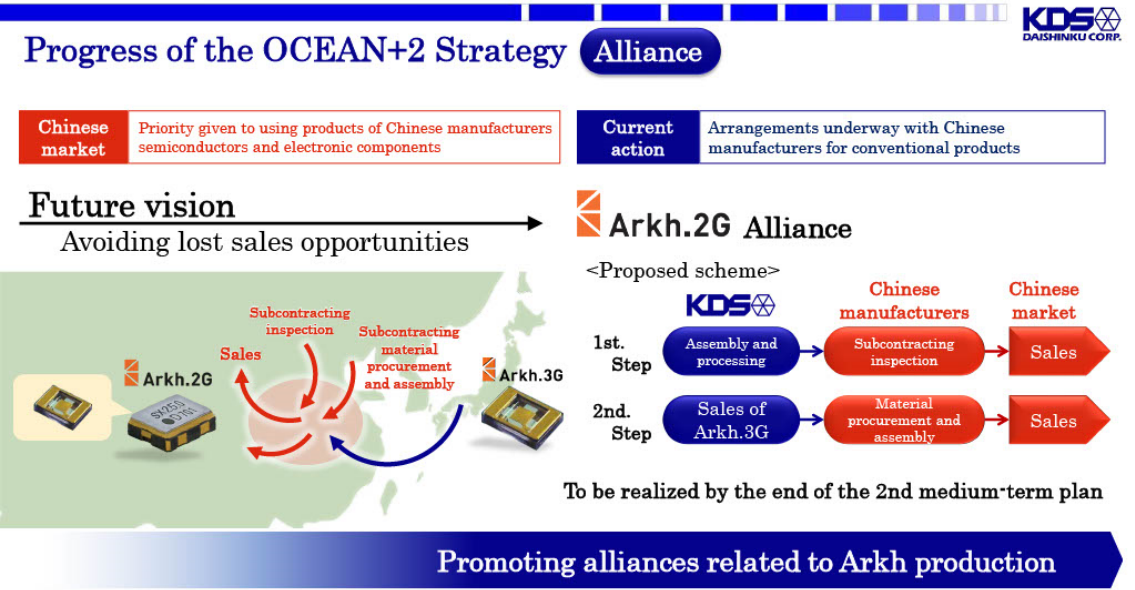 KDS
DAISHINKU CORP.
Progress of the OCEAN+2 Strategy
Alliance
Chinese
market
Priority given to using products of Chinese manufacturers
semiconductors and electronic components
Current
action
Arrangements underway with Chinese
manufacturers for conventional products
Future vision
Avoiding lost sales opportunities
Arkh.2G Alliance
<Proposed scheme>
KDS
Chinese
manufacturers
Chinese
market
1st.
Step
Assembly and
processing
Subcontracting
inspection
Sales
2nd.
Step
Sales of
Arkh.3G
Material
procurement and
assembly
Sales
Subcontracting
inspection
Sales
Subcontracting
material
procurement
and assembly
Arkh.2G
Arkh.3G
SX250
D701
To be realized by the end of the 2nd medium-term plan
Promoting alliances related to Arkh production